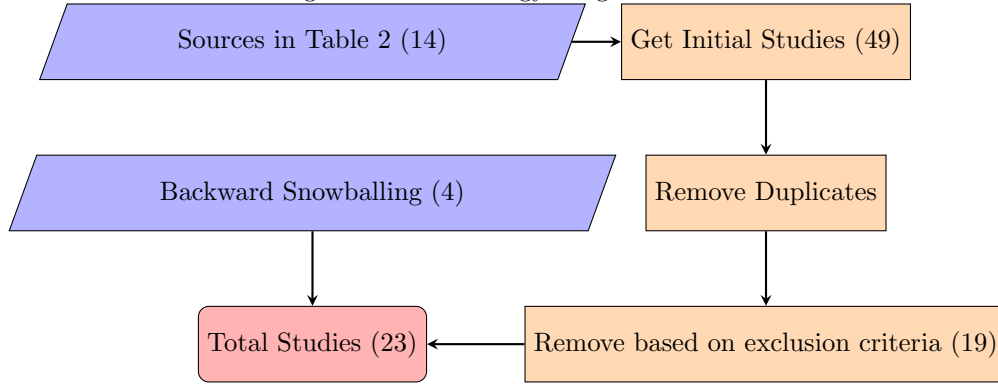 Sources in Table 2 (14)
Get Initial Studies (49)
Backward Snowballing (4)
Remove Duplicates
Total Studies (23)
Remove based on exclusion criteria (19)